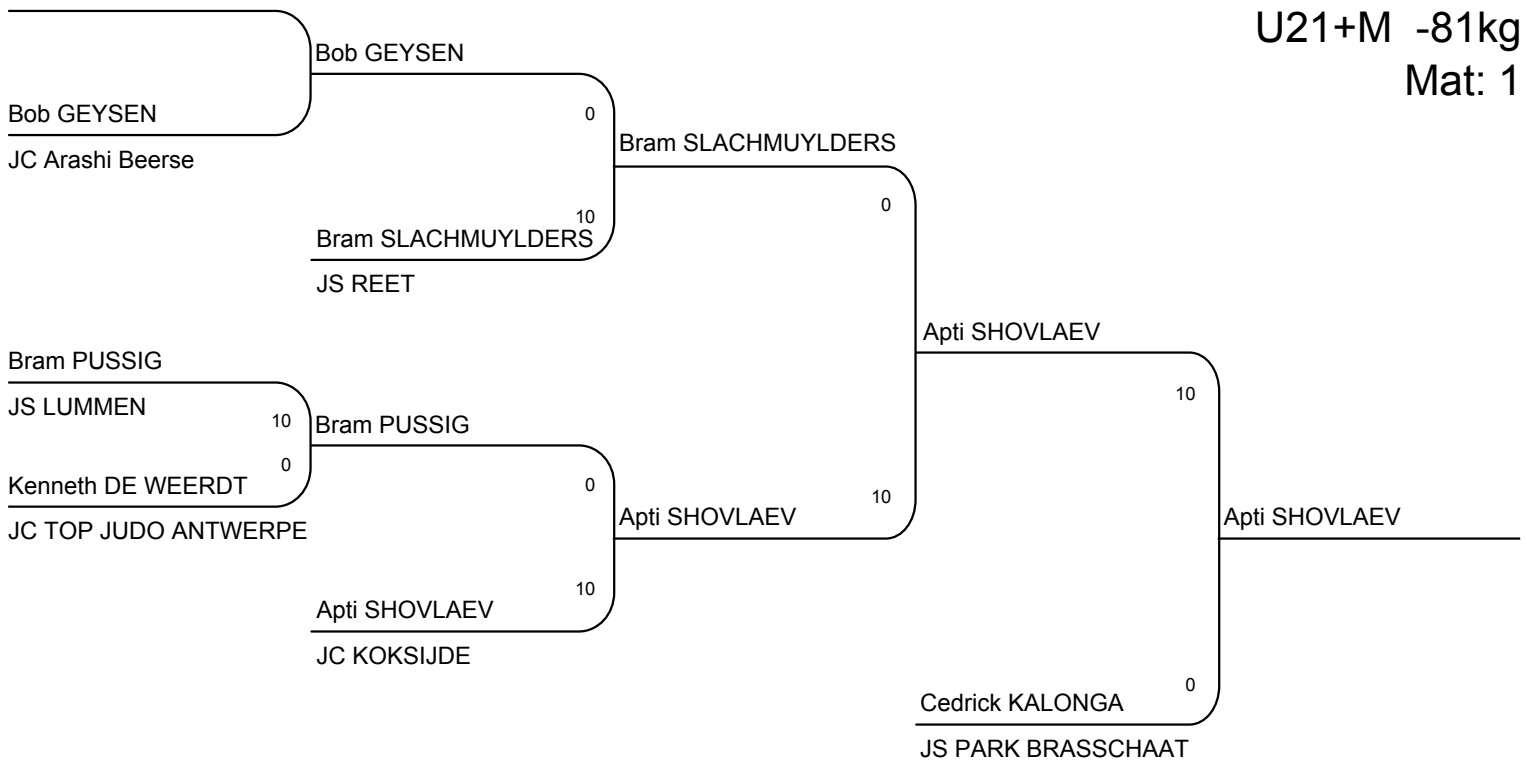 U21+M -81kg
Mat: 1
Bob GEYSEN
Bob GEYSEN
JC Arashi Beerse
0
Bram SLACHMUYLDERS
10
Bram SLACHMUYLDERS
JS REET
0
Apti SHOVLAEV
Bram PUSSIG
JS LUMMEN
10
Bram PUSSIG
0
Kenneth DE WEERDT
JC TOP JUDO ANTWERPE
0
Apti SHOVLAEV
10
10
Apti SHOVLAEV
JC KOKSIJDE
10
Apti SHOVLAEV
0
Cedrick KALONGA
JS PARK BRASSCHAAT